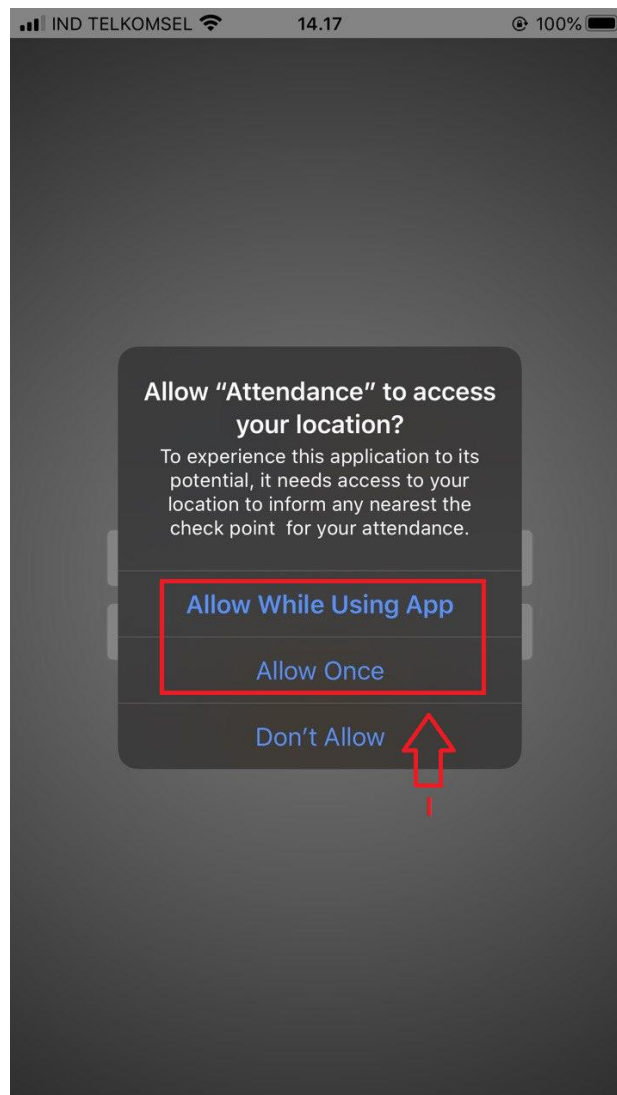 IND TELKOMSEL 14.17 100%
Allow "Attendance" to access
your location?
To experience this application to its
potential, it needs access to your
location to inform any nearest the
check point for your attendance.
Allow While Using App
Allow Once
Don't Allow
I